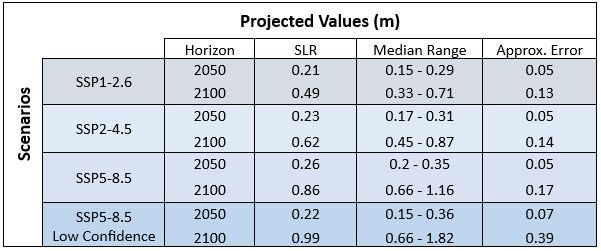 Projected Values (m)
Scenarios
Horizon SLR Median Range Approx. Error
SSP1-2.6
2050 0.21 0.15 - 0.29 0.05
2100 0.49 0.33 - 0.71 0.13
SSP2-4.5
2050 0.23 0.17 - 0.31 0.05
2100 0.62 0.45 - 0.87 0.14
SSP5-8.5
2050 0.26 0.2 - 0.35 0.05
2100 0.86 0.66 - 1.16 0.17
SSP5-8.5
Low Confidence
2050 0.22 0.15 - 0.36 0.07
2100 0.99 0.66 - 1.82 0.39